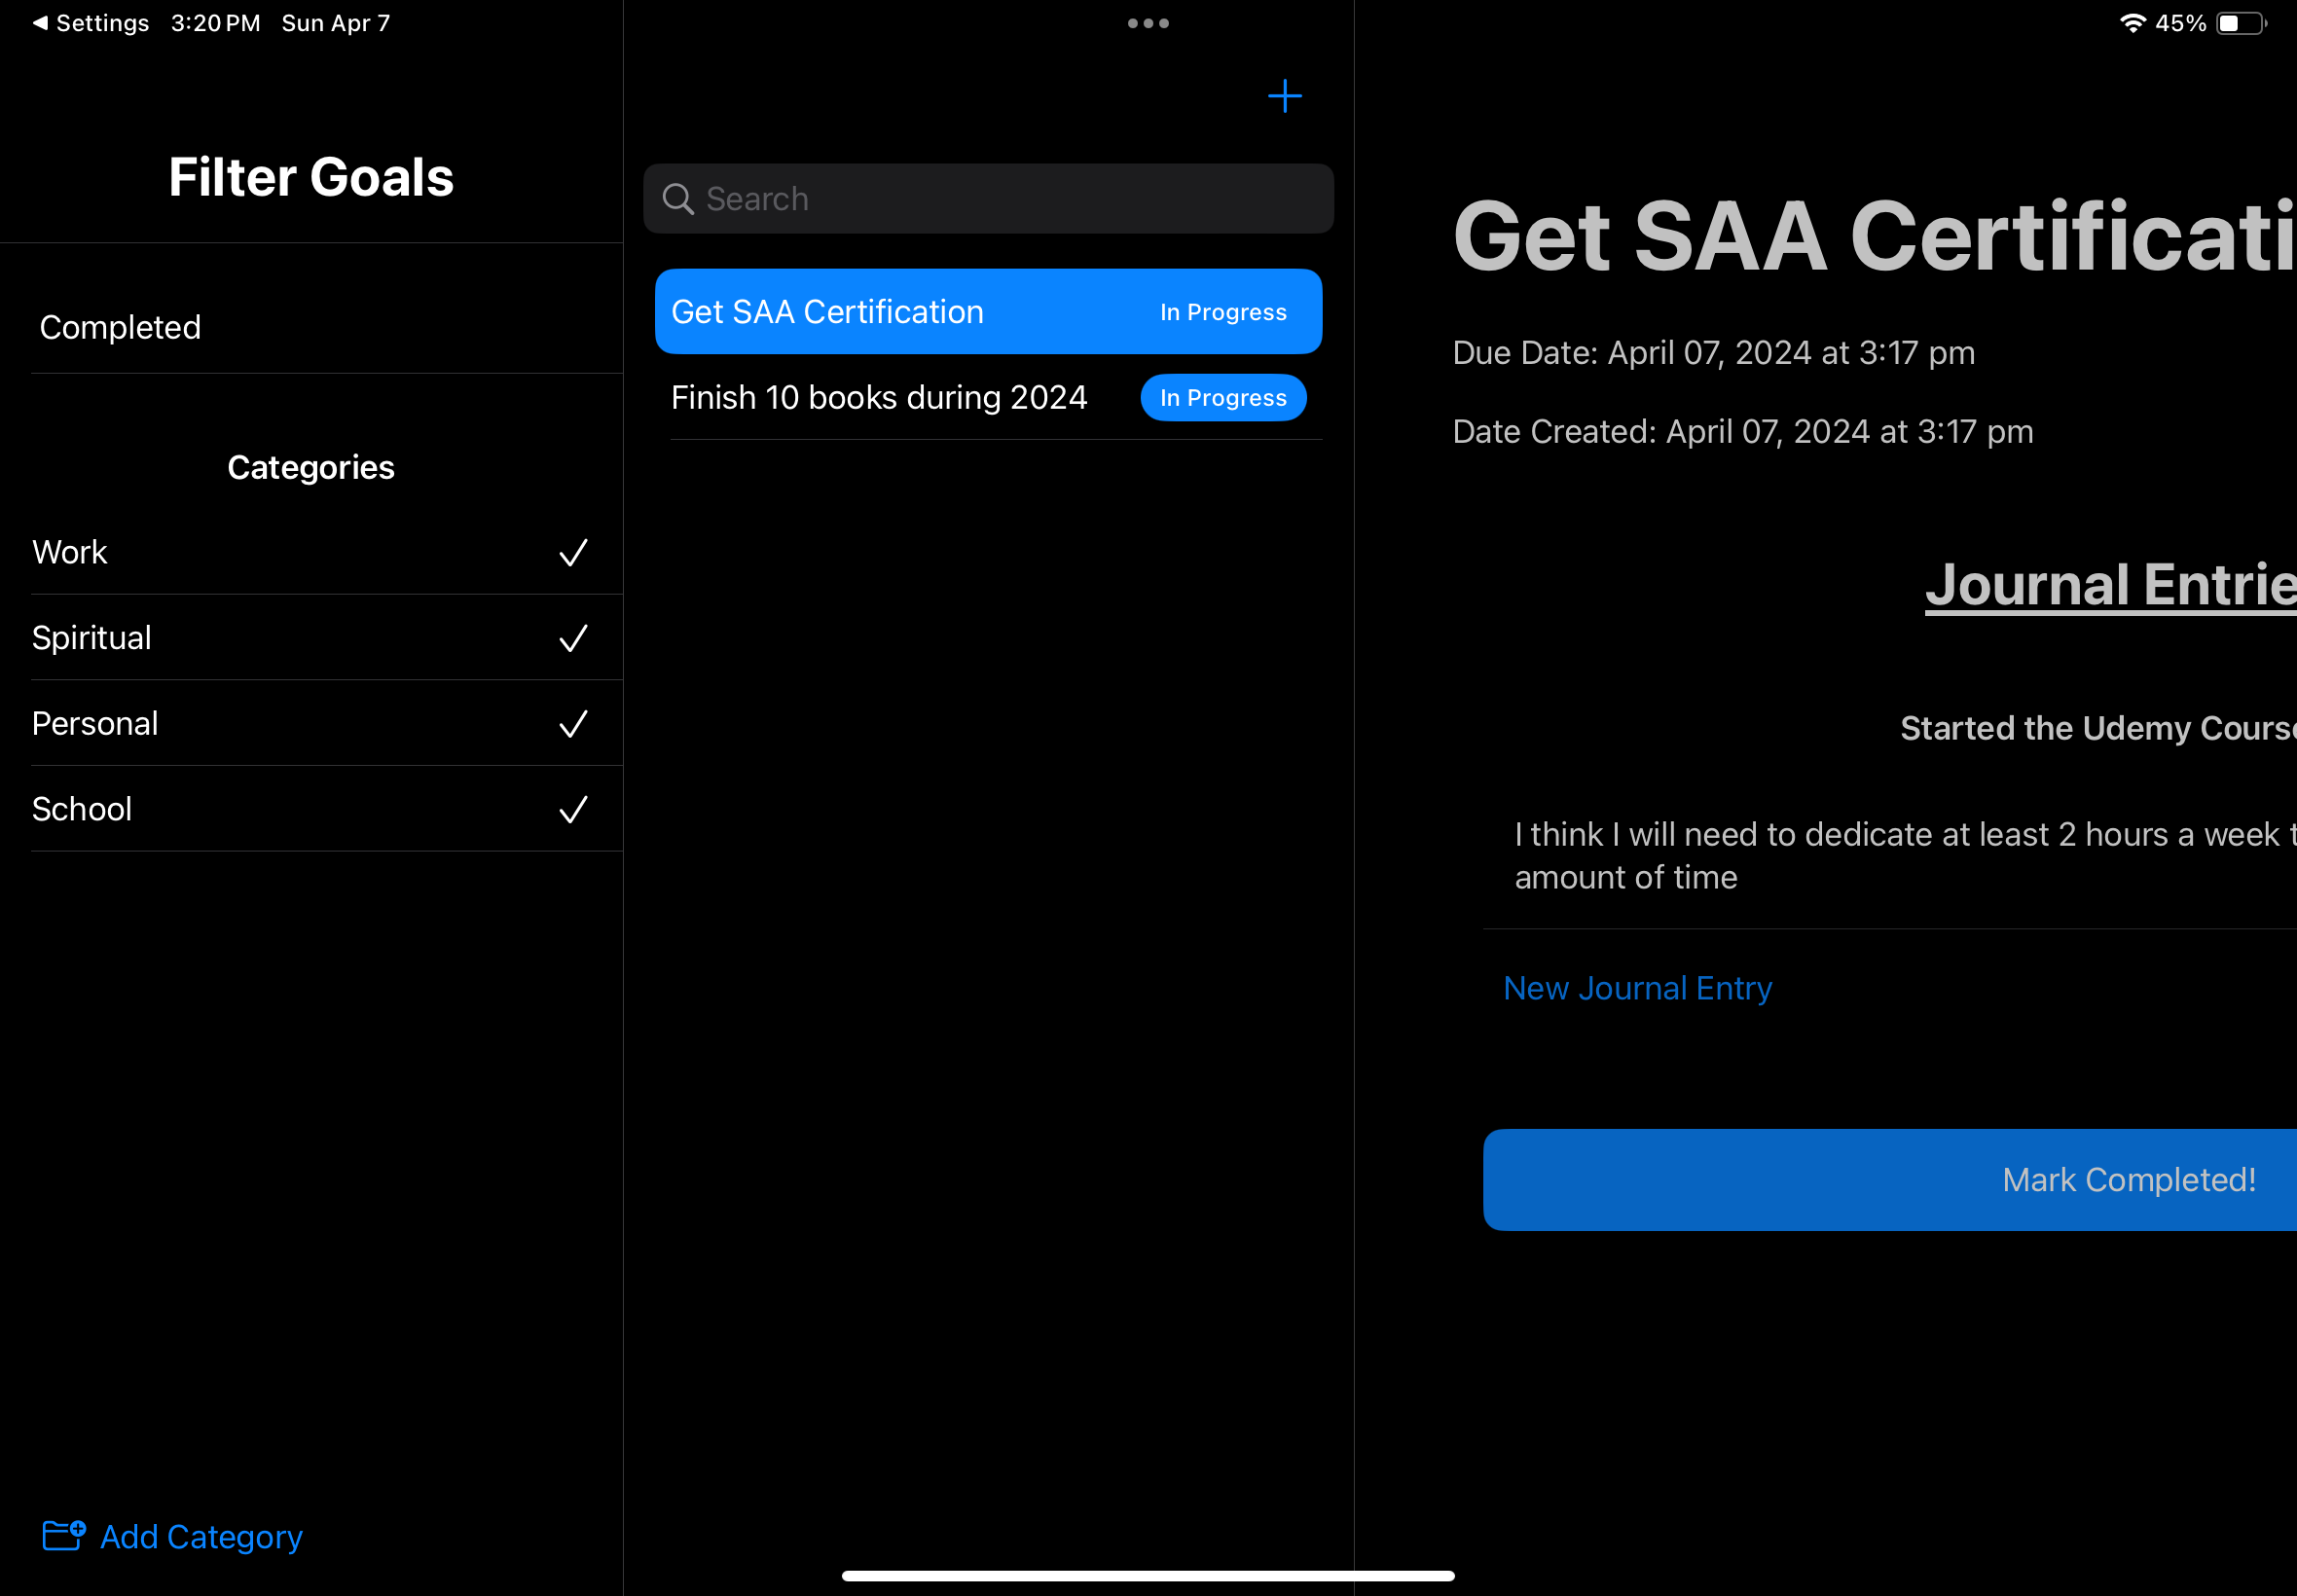 Settings 3:20 PM Sun Apr 7
45%
Filter Goals
Completed
Categories
Work
Spiritual
Personal
School
Add Category
Search
Get SAA Certification In Progress
Finish 10 books during 2024 In Progress
Get SAA Certificati
Due Date: April 07, 2024 at 3:17 pm
Date Created: April 07, 2024 at 3:17 pm
Journal Entrie
Started the Udemy Course
I think I will need to dedicate at least 2 hours a week t
amount of time
New Journal Entry
Mark Completed!